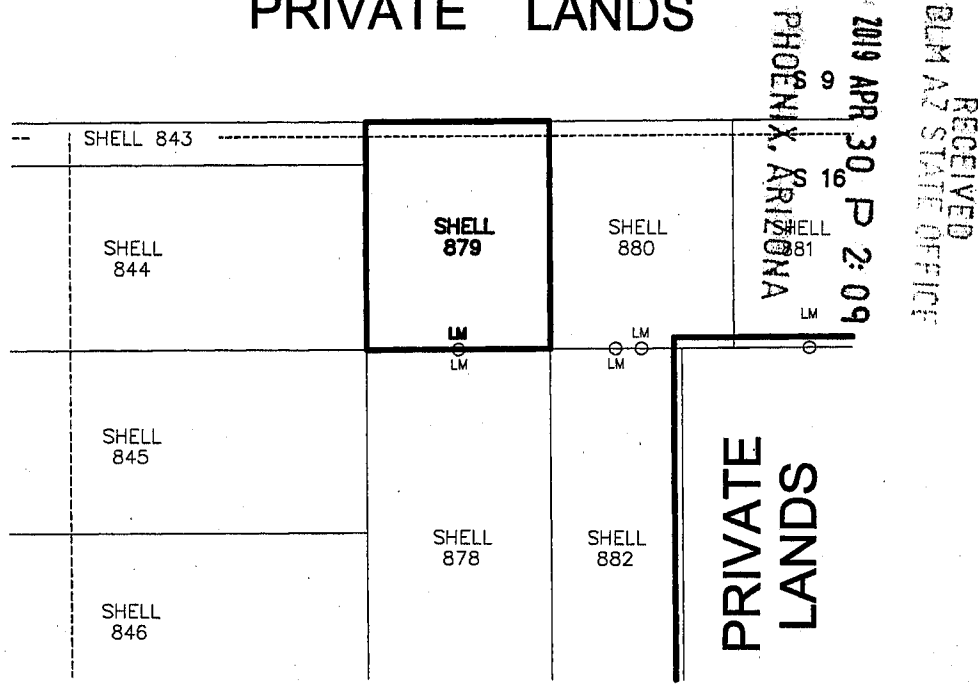 PRIVATE LANDS
RECEIVED
BLM AZ STATE OFFICE
2019 APR 30 P 2:09
PHOENIX, ARIZONA
S 9
S 16
SHELL 843
SHELL
844
SHELL
879
SHELL
880
SHELL
881
LM
LM
LM
LM
LM
SHELL
845
SHELL
878
SHELL
882
SHELL
846
PRIVATE
LANDS